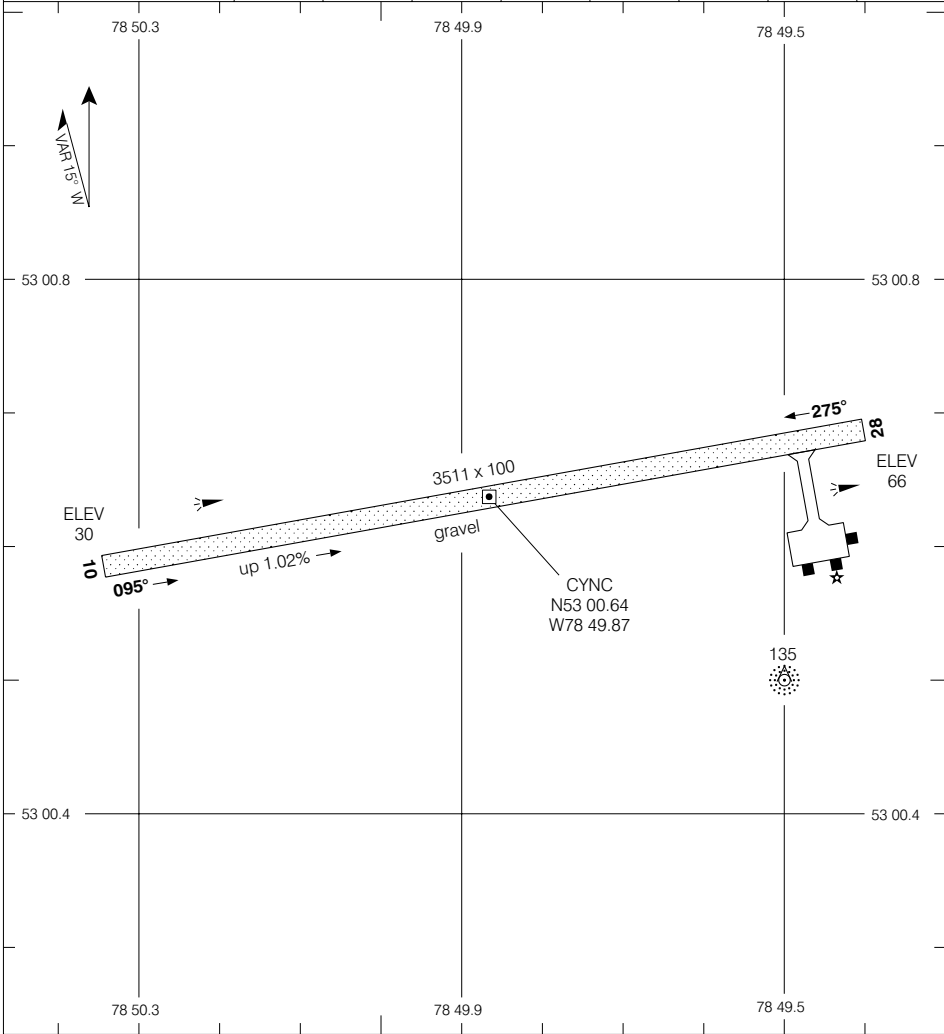 78 50.3
78 49.9
78 49.5
VAR 15° W
53 00.8
53 00.8
275°
28
ELEV
66
3511 x 100
ELEV
30
gravel
up 1.02%
10
095°
CYNC
N53 00.64
W78 49.87
135
53 00.4
53 00.4
78 50.3
78 49.9
78 49.5